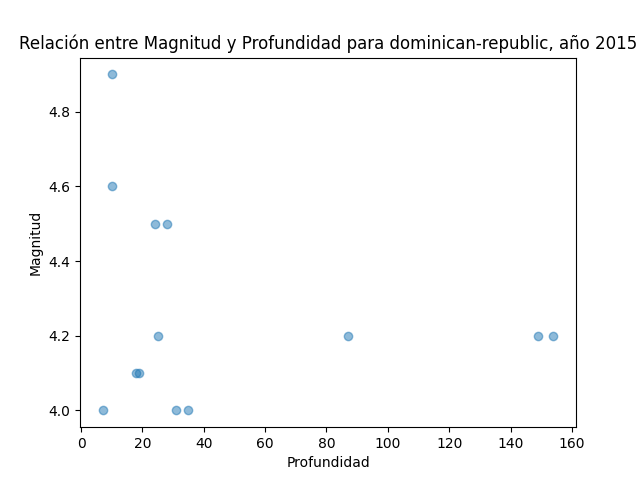 Relación entre Magnitud y Profundidad para dominican-republic, año 2015
Magnitud
4.8
4.6
4.4
4.2
4.0
0 20 40 60 80 100 120 140 160
Profundidad